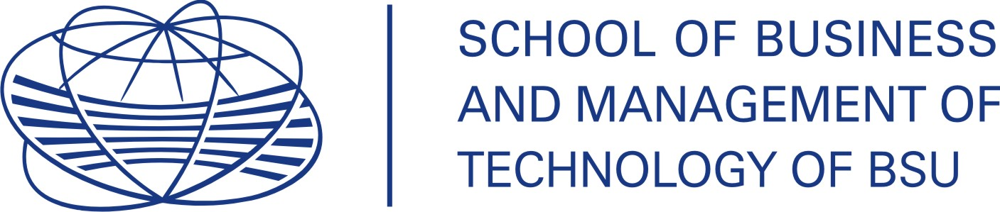 SCHOOL OF BUSINESS
AND MANAGEMENT OF
TECHNOLOGY OF BSU